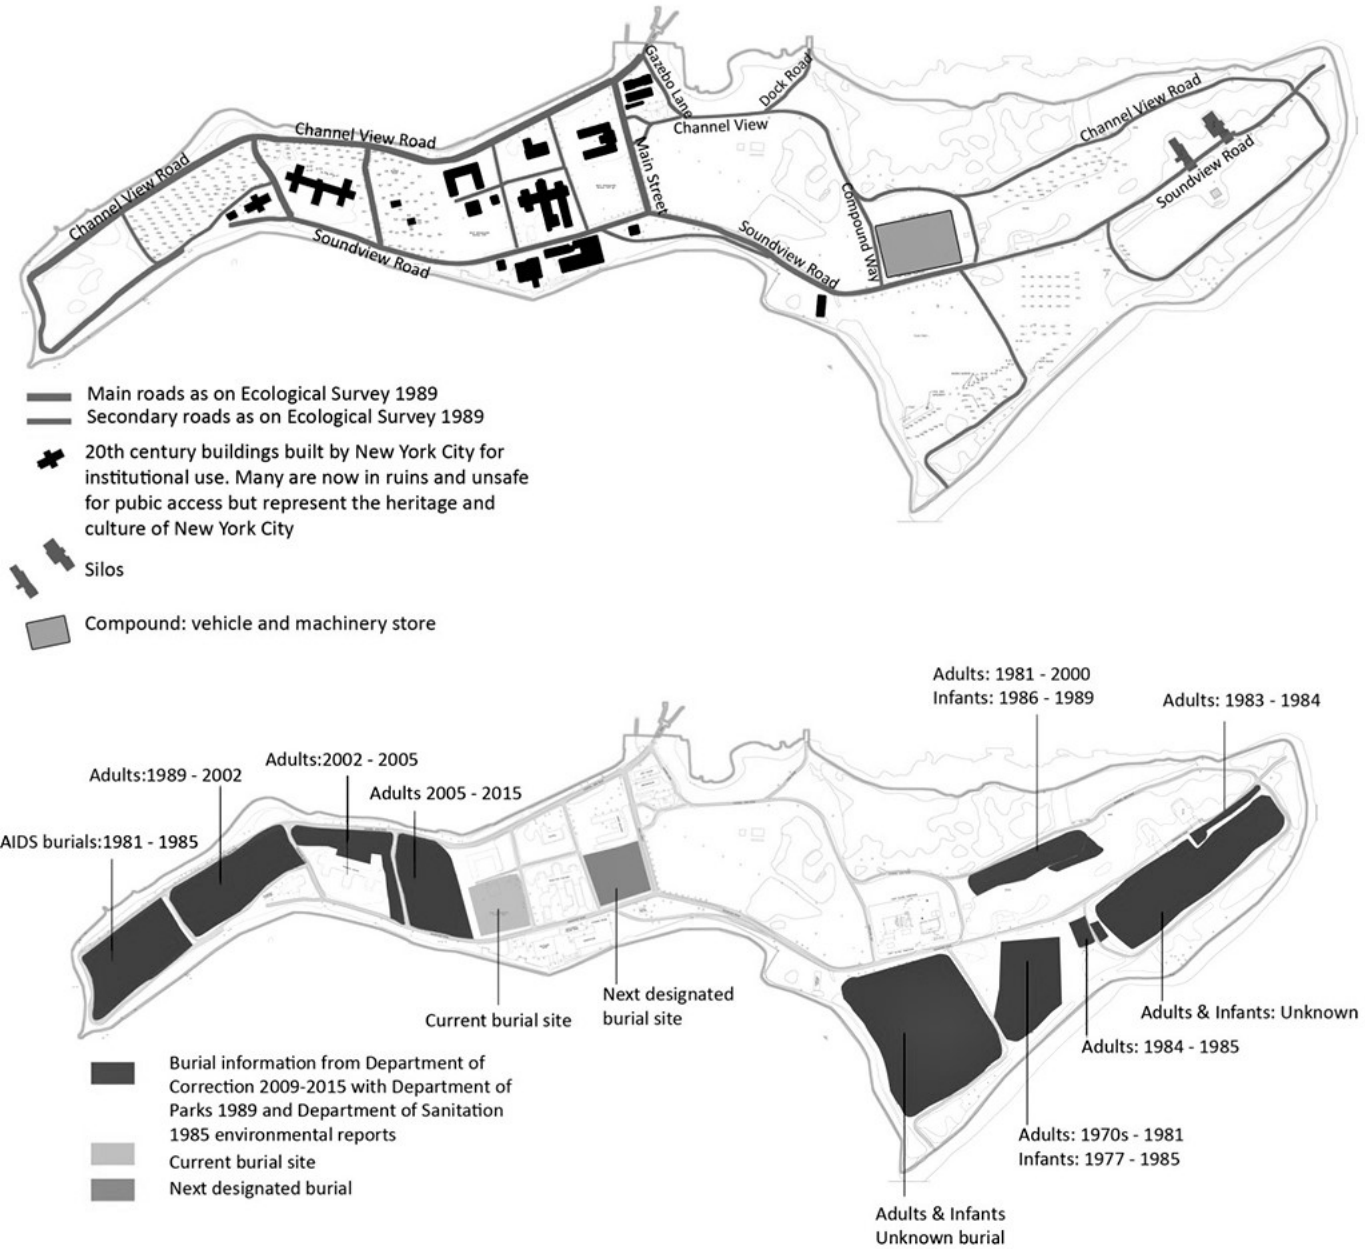 Gazebo Lane
Dock Road
Channel View Road
Channel View
Channel View Road
Main Street
Channel View Road
Compound Way
Soundview Road
Soundview Road
Soundview Road
Main roads as on Ecological Survey 1989
Secondary roads as on Ecological Survey 1989
20th century buildings built by New York City for
institutional use. Many are now in ruins and unsafe
for pubic access but represent the heritage and
culture of New York City
Silos
Compound: vehicle and machinery store
Adults: 1981 - 2000
Infants: 1986 - 1989
Adults: 1983 - 1984
Adults:2002 - 2005
Adults:1989 - 2002
Adults 2005 - 2015
AIDS burials:1981 - 1985
Next designated
burial site
Current burial site
Adults & Infants: Unknown
Adults: 1984 - 1985
Burial information from Department of
Correction 2009-2015 with Department of
Parks 1989 and Department of Sanitation
1985 environmental reports
Current burial site
Next designated burial
Adults: 1970s - 1981
Infants: 1977 - 1985
Adults & Infants
Unknown burial